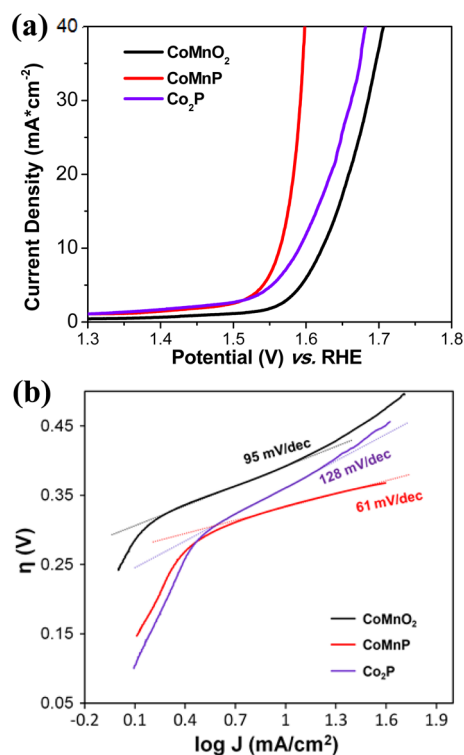 (a)
40
30
20
10
0
Current Density (mA*cm⁻²)
CoMnO₂
CoMnP
Co₂P
1.3 1.4 1.5 1.6 1.7 1.8
Potential (V) vs. RHE
(b)
0.45
0.35
0.25
0.15
0.05
η (V)
95 mV/dec
128 mV/dec
61 mV/dec
CoMnO₂
CoMnP
Co₂P
-0.2 0.1 0.4 0.7 1 1.3 1.6 1.9
log J (mA/cm²)